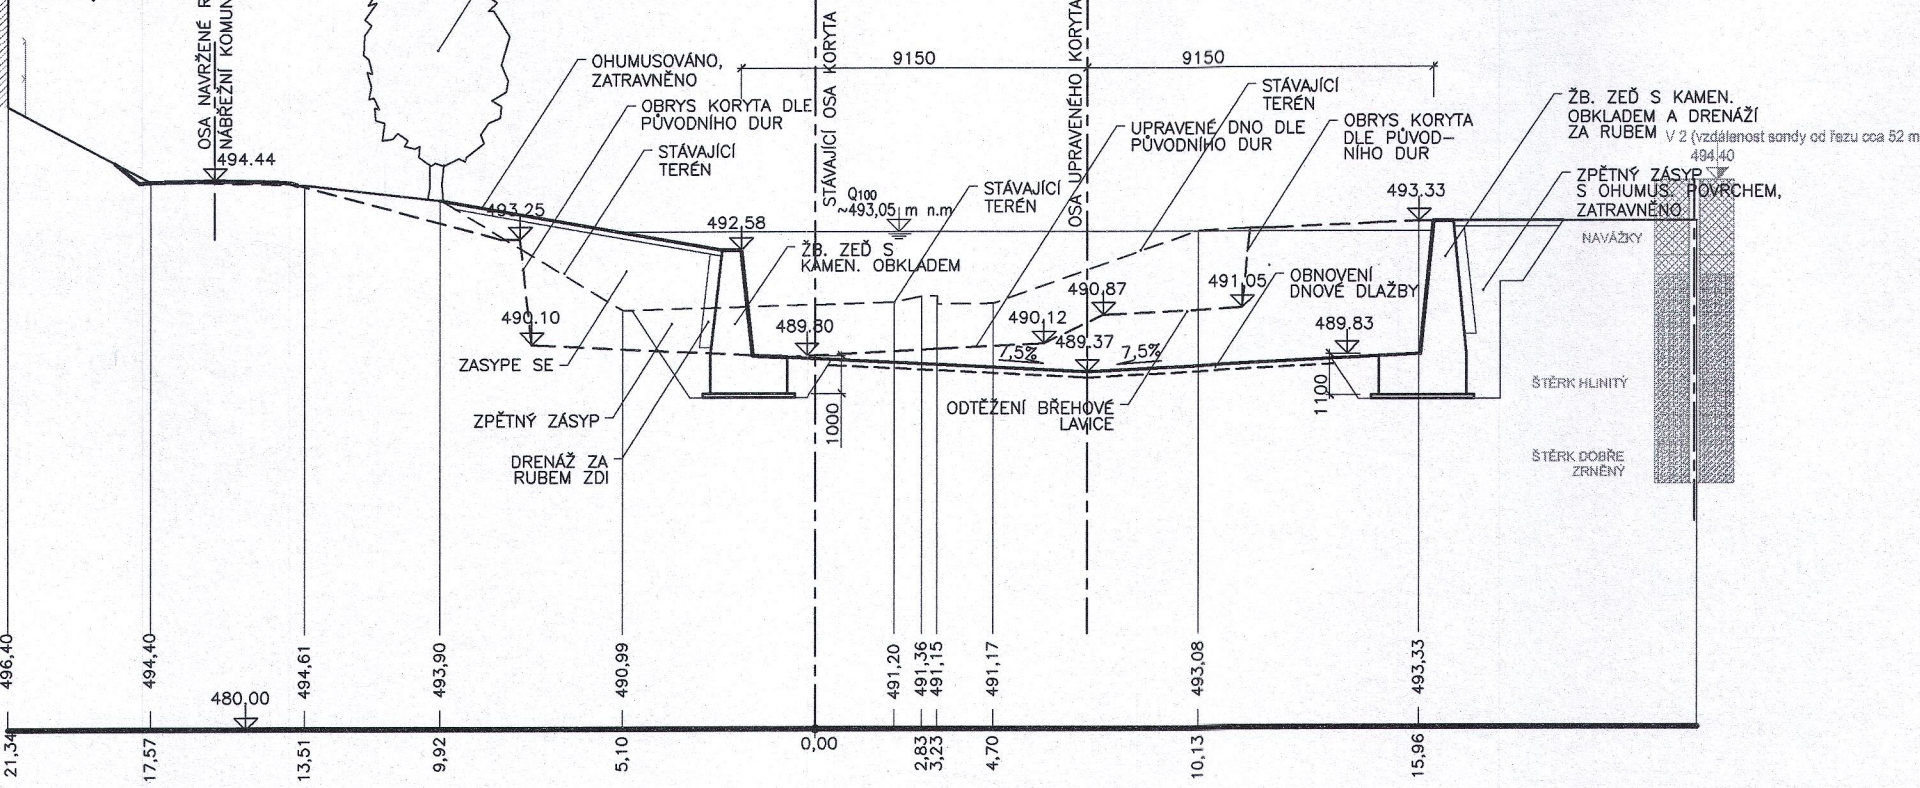 OSA NAVRŽENÉ
NÁBŘEŽNÍ KOMUN
494.44
OHUMUSOVÁNO,
ZATRAVNĚNO
OBRYS KORYTA DLE
PŮVODNÍHO DUR
STÁVAJÍCÍ
TERÉN
493.25
492.58
STÁVAJÍCÍ OSA KORYTA
9150
9150
OSA UPRAVENÉHO KORYTA
Q100
~493,05 m n.m
STÁVAJÍCÍ
TERÉN
UPRAVENÉ DNO DLE
PŮVODNÍHO DUR
STÁVAJÍCÍ
TERÉN
OBRYS KORYTA
DLE PŮVOD-
NÍHO DUR
493.33
ŽB. ZEĎ S KAMEN.
OBKLADEM A DRENÁŽÍ
ZA RUBEM
V 2 (vzdálenost sondy od řezu cca 52 m
494,40
ZPĚTNÝ ZÁSYP
S OHUMUS. POVRCHEM,
ZATRAVNĚNO
NAVÁŽKY
ŽB. ZEĎ S
KAMEN. OBKLADEM
490.10
489.80
490.12
490.87
489.37
7,5%
7,5%
491.05
OBNOVENÍ
DNOVÉ DLAŽBY
489.83
ZASYPE SE
ZPĚTNÝ ZÁSYP
DRENÁŽ ZA
RUBEM ZDI
1000
ODTĚŽENÍ BŘEHOVÉ
LAVICE
1100
ŠTĚRK HLINITÝ
ŠTĚRK DOBŘE
ZRNĚNÝ
496,40
494,40
494,61
493,90
490,99
491,20
491,36
491,15
491,17
493,08
493,33
480.00
21,34
17,57
13,51
9,92
5,10
0,00
2,83
3,23
4,70
10,13
15,96